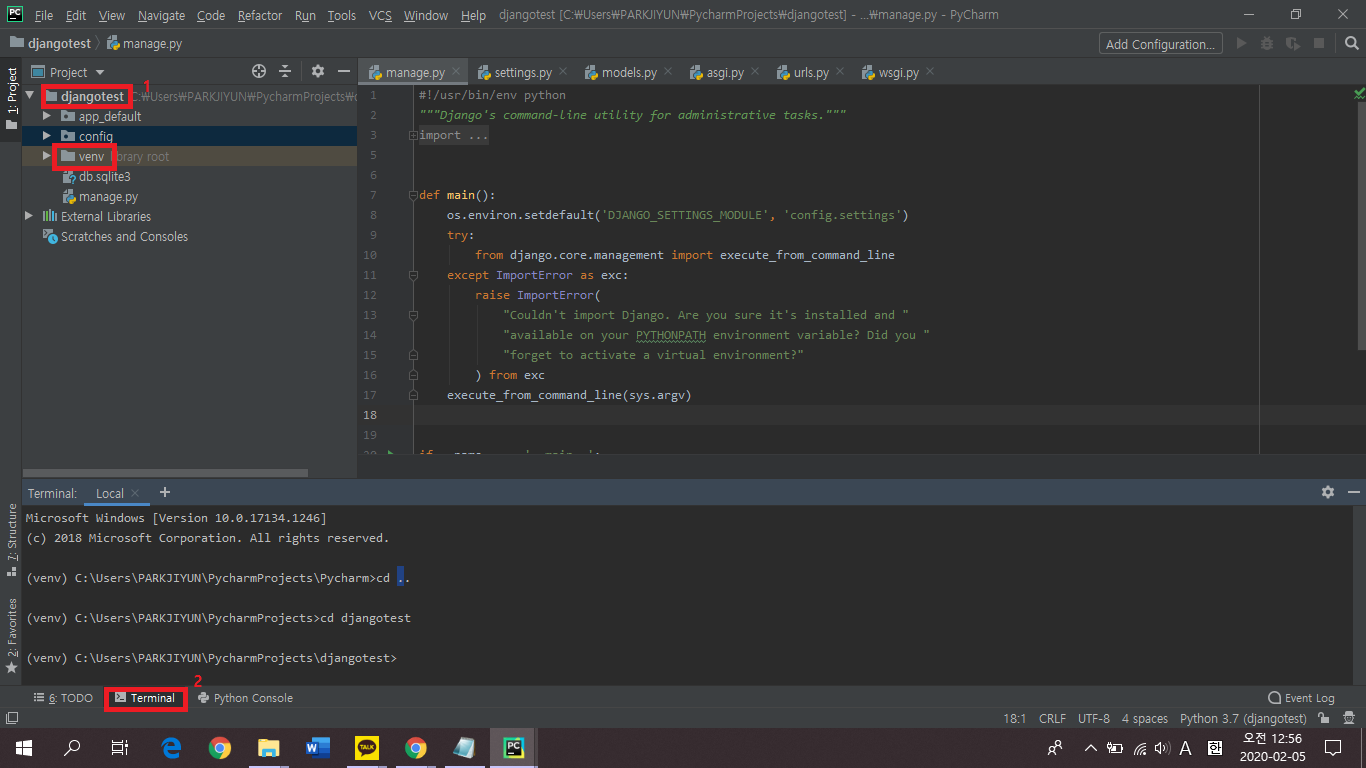 PC File Edit View Navigate Code Refactor Run Tools VCS Window Help djangotest [C:₩Users₩PARKJIYUN₩PycharmProjects₩djangotest] - ...₩manage.py - PyCharm
djangotest manage.py Add Configuration...
1: Project
Project
manage.py settings.py models.py asgi.py urls.py wsgi.py
djangotest C:₩Users₩PARKJIYUN₩PycharmProjects₩
1
app_default
config
venv library root
db.sqlite3
manage.py
External Libraries
Scratches and Consoles
1 #!/usr/bin/env python
2 """Django's command-line utility for administrative tasks."""
3 import ...
5
6
7 def main():
8 os.environ.setdefault('DJANGO_SETTINGS_MODULE', 'config.settings')
9 try:
10 from django.core.management import execute_from_command_line
11 except ImportError as exc:
12 raise ImportError(
13 "Couldn't import Django. Are you sure it's installed and "
14 "available on your PYTHONPATH environment variable? Did you "
15 "forget to activate a virtual environment?"
16 ) from exc
17 execute_from_command_line(sys.argv)
18
19
7: Structure
2: Favorites
Terminal: Local +
Microsoft Windows [Version 10.0.17134.1246]
(c) 2018 Microsoft Corporation. All rights reserved.
(venv) C:\Users\PARKJIYUN\PycharmProjects\Pycharm>cd ..
(venv) C:\Users\PARKJIYUN\PycharmProjects>cd djangotest
(venv) C:\Users\PARKJIYUN\PycharmProjects\djangotest>
2
6: TODO Terminal Python Console Event Log
18:1 CRLF UTF-8 4 spaces Python 3.7 (djangotest)
W TALK PC A 한 오전 12:56
2020-02-05